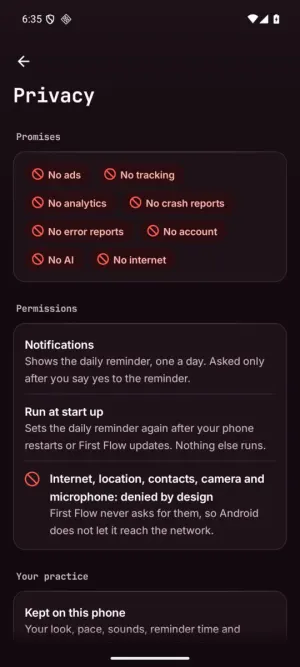 6:35
Privacy
Promises
No ads
No tracking
No analytics
No crash reports
No error reports
No account
No AI
No internet
Permissions
Notifications
Shows the daily reminder, one a day. Asked only
after you say yes to the reminder.
Run at start up
Sets the daily reminder again after your phone
restarts or First Flow updates. Nothing else runs.
Internet, location, contacts, camera and
microphone: denied by design
First Flow never asks for them, so Android
does not let it reach the network.
Your practice
Kept on this phone
Your look, pace, sounds, reminder time and